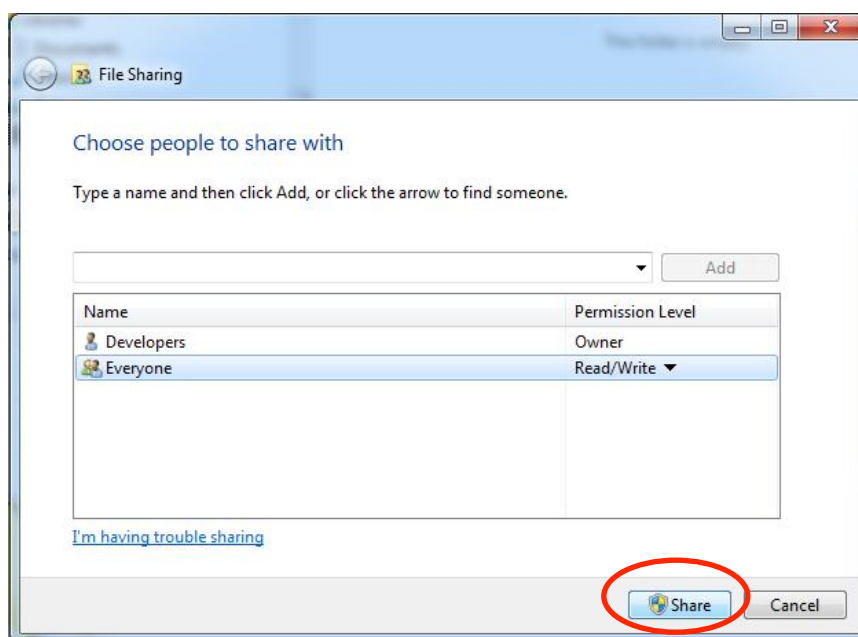 File Sharing
Choose people to share with
Type a name and then click Add, or click the arrow to find someone.
Add
Name Permission Level
Developers Owner
Everyone Read/Write
I'm having trouble sharing
Share Cancel